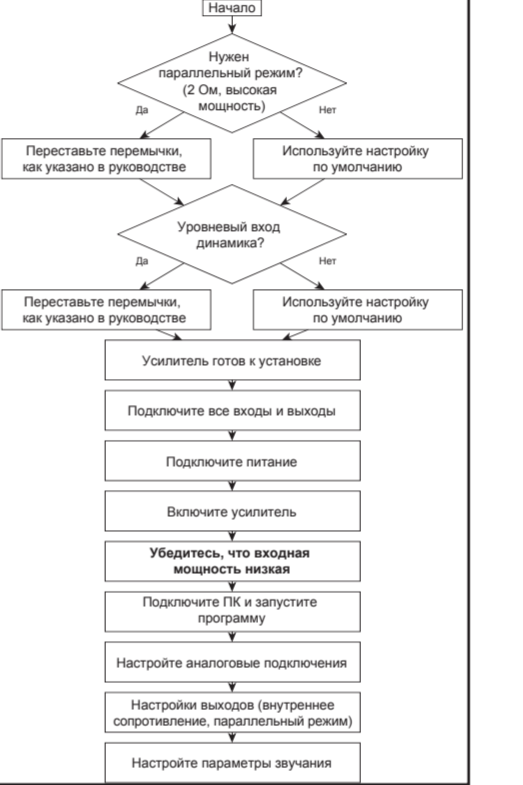 Начало
Нужен
параллельный режим?
(2 Ом, высокая
мощность)
Да
Нет
Переставьте перемычки,
как указано в руководстве
Используйте настройку
по умолчанию
Уровневый вход
динамика?
Да
Нет
Переставьте перемычки,
как указано в руководстве
Используйте настройку
по умолчанию
Усилитель готов к установке
Подключите все входы и выходы
Подключите питание
Включите усилитель
Убедитесь, что входная
мощность низкая
Подключите ПК и запустите
программу
Настройте аналоговые подключения
Настройки выходов (внутреннее
сопротивление, параллельный режим)
Настройте параметры звучания